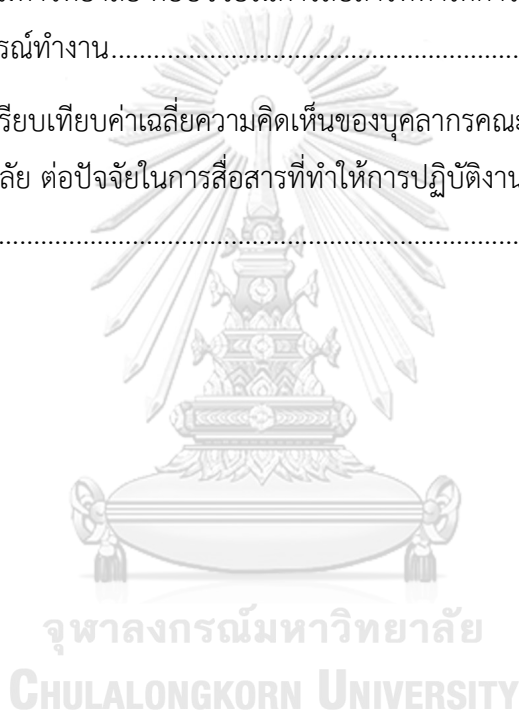 รณ์ทำงาน
รียบเทียบค่าเฉลี่ยความคิดเห็นของบุคลากรคณะ
ลัย ต่อปัจจัยในการสื่อสารที่ทำให้การปฏิบัติงาน
จุฬาลงกรณ์มหาวิทยาลัย
CHULALONGKORN UNIVERSITY